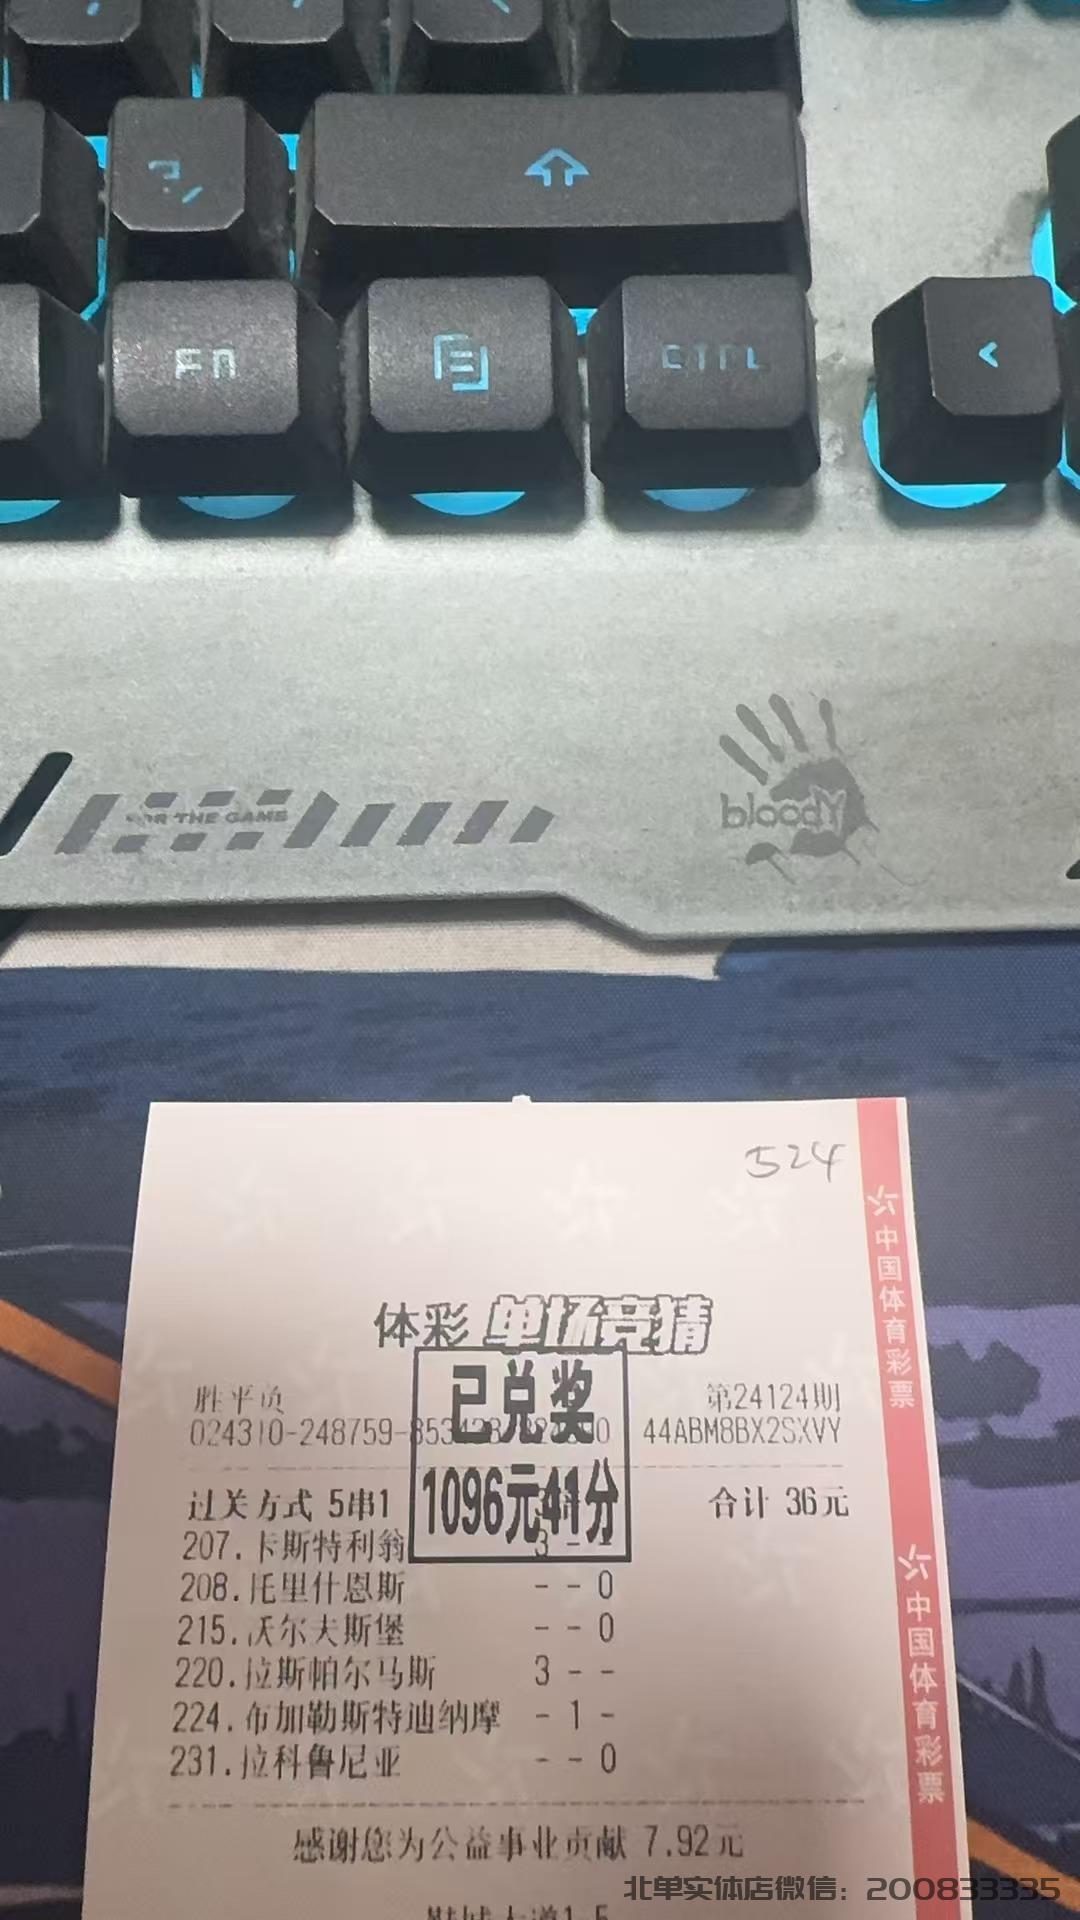 FN
CTRL
<
FOR THE GAME
bloody
524
体彩 单场竞猜
胜平负
第24124期
已兑奖
44ABM8BX2SXVY
1096元41分
过关方式 5串1
合计 36元
207.卡斯特利翁 3 - -
208.托里什恩斯 - - 0
215.沃尔夫斯堡 - - 0
220.拉斯帕尔马斯 3 - -
224.布加勒斯特迪纳摩 - 1 -
231.拉科鲁尼亚 - - 0
感谢您为公益事业贡献 7.92元
中国体育彩票
中国体育彩票
北单实体店微信：200833335